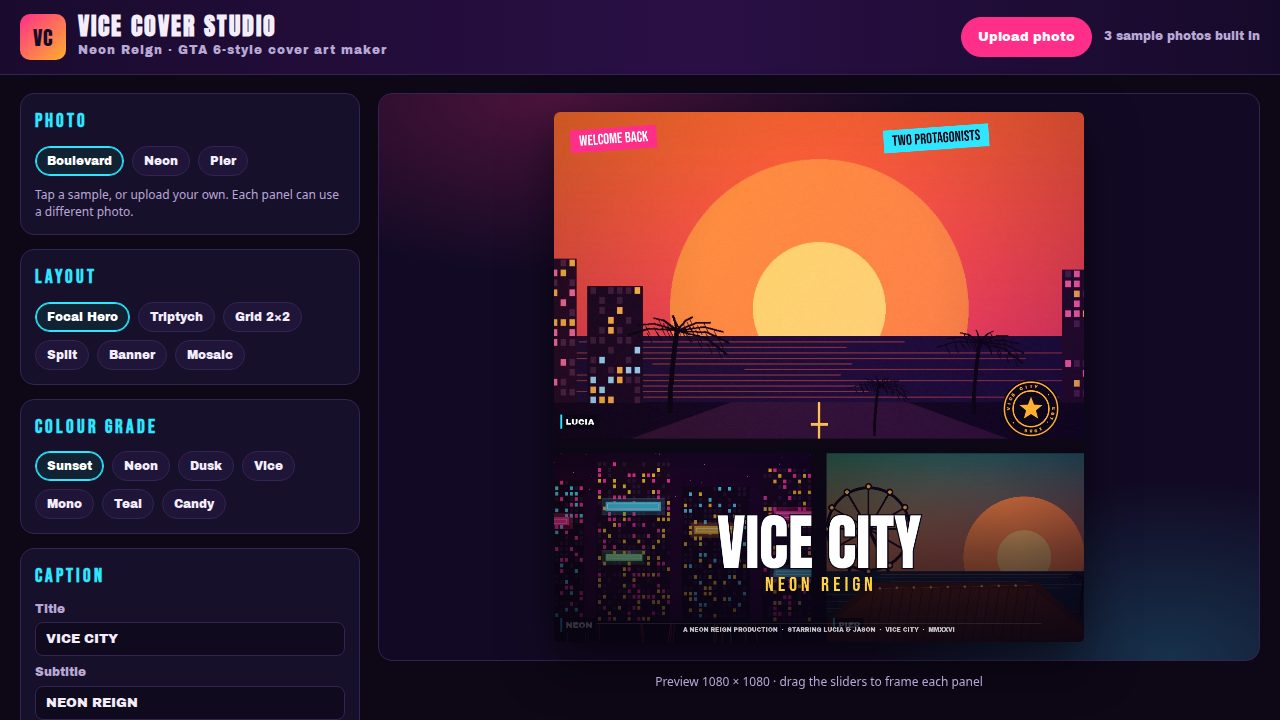 VC
VICE COVER STUDIO
Neon Reign · GTA 6-style cover art maker
Upload photo
3 sample photos built in
PHOTO
Boulevard
Neon
Pier
Tap a sample, or upload your own. Each panel can use
a different photo.
LAYOUT
Focal Hero
Triptych
Grid 2×2
Split
Banner
Mosaic
COLOUR GRADE
Sunset
Neon
Dusk
Vice
Mono
Teal
Candy
CAPTION
Title
VICE CITY
Subtitle
NEON REIGN
WELCOME BACK
TWO PROTAGONISTS
LUCIA
VICE CITY
NEON REIGN
NEON
PIER
A NEON REIGN PRODUCTION · STARRING LUCIA & JASON · VICE CITY · MMXXVI
Preview 1080 × 1080 · drag the sliders to frame each panel